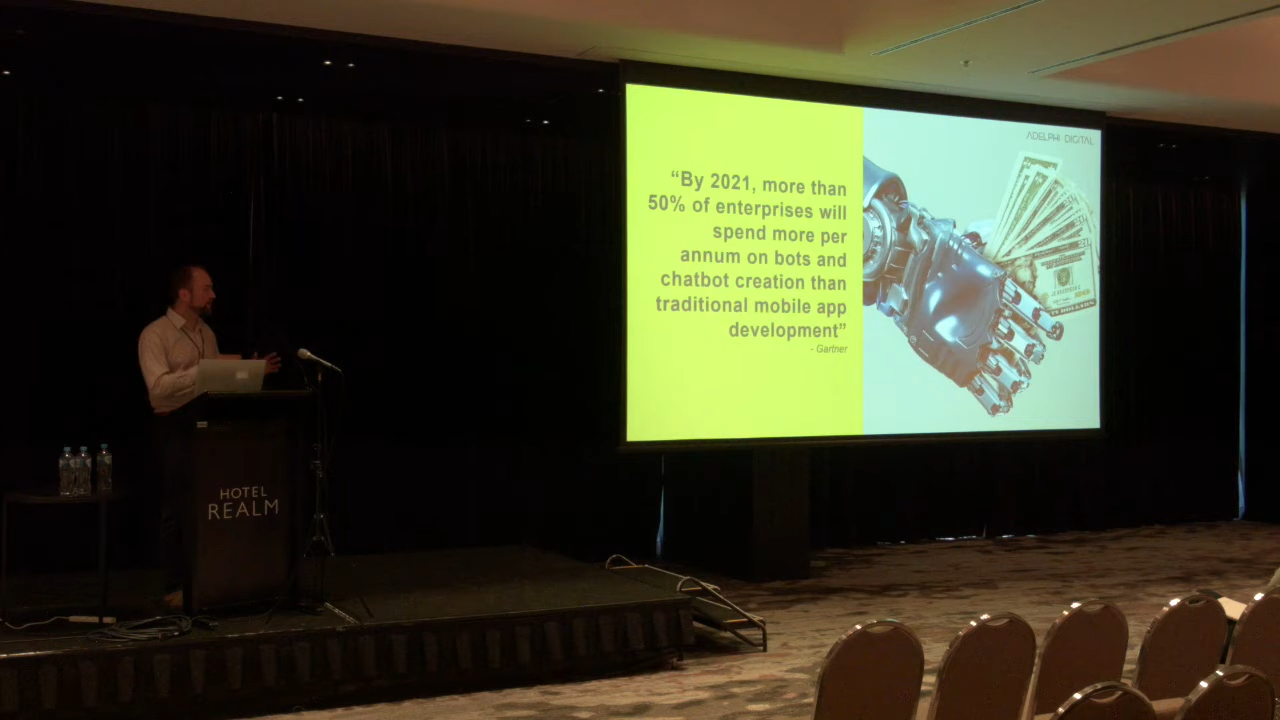 ADELPHI DIGITAL
“By 2021, more than
50% of enterprises will
spend more per
annum on bots and
chatbot creation than
traditional mobile app
development”
- Gartner
HOTEL
REALM